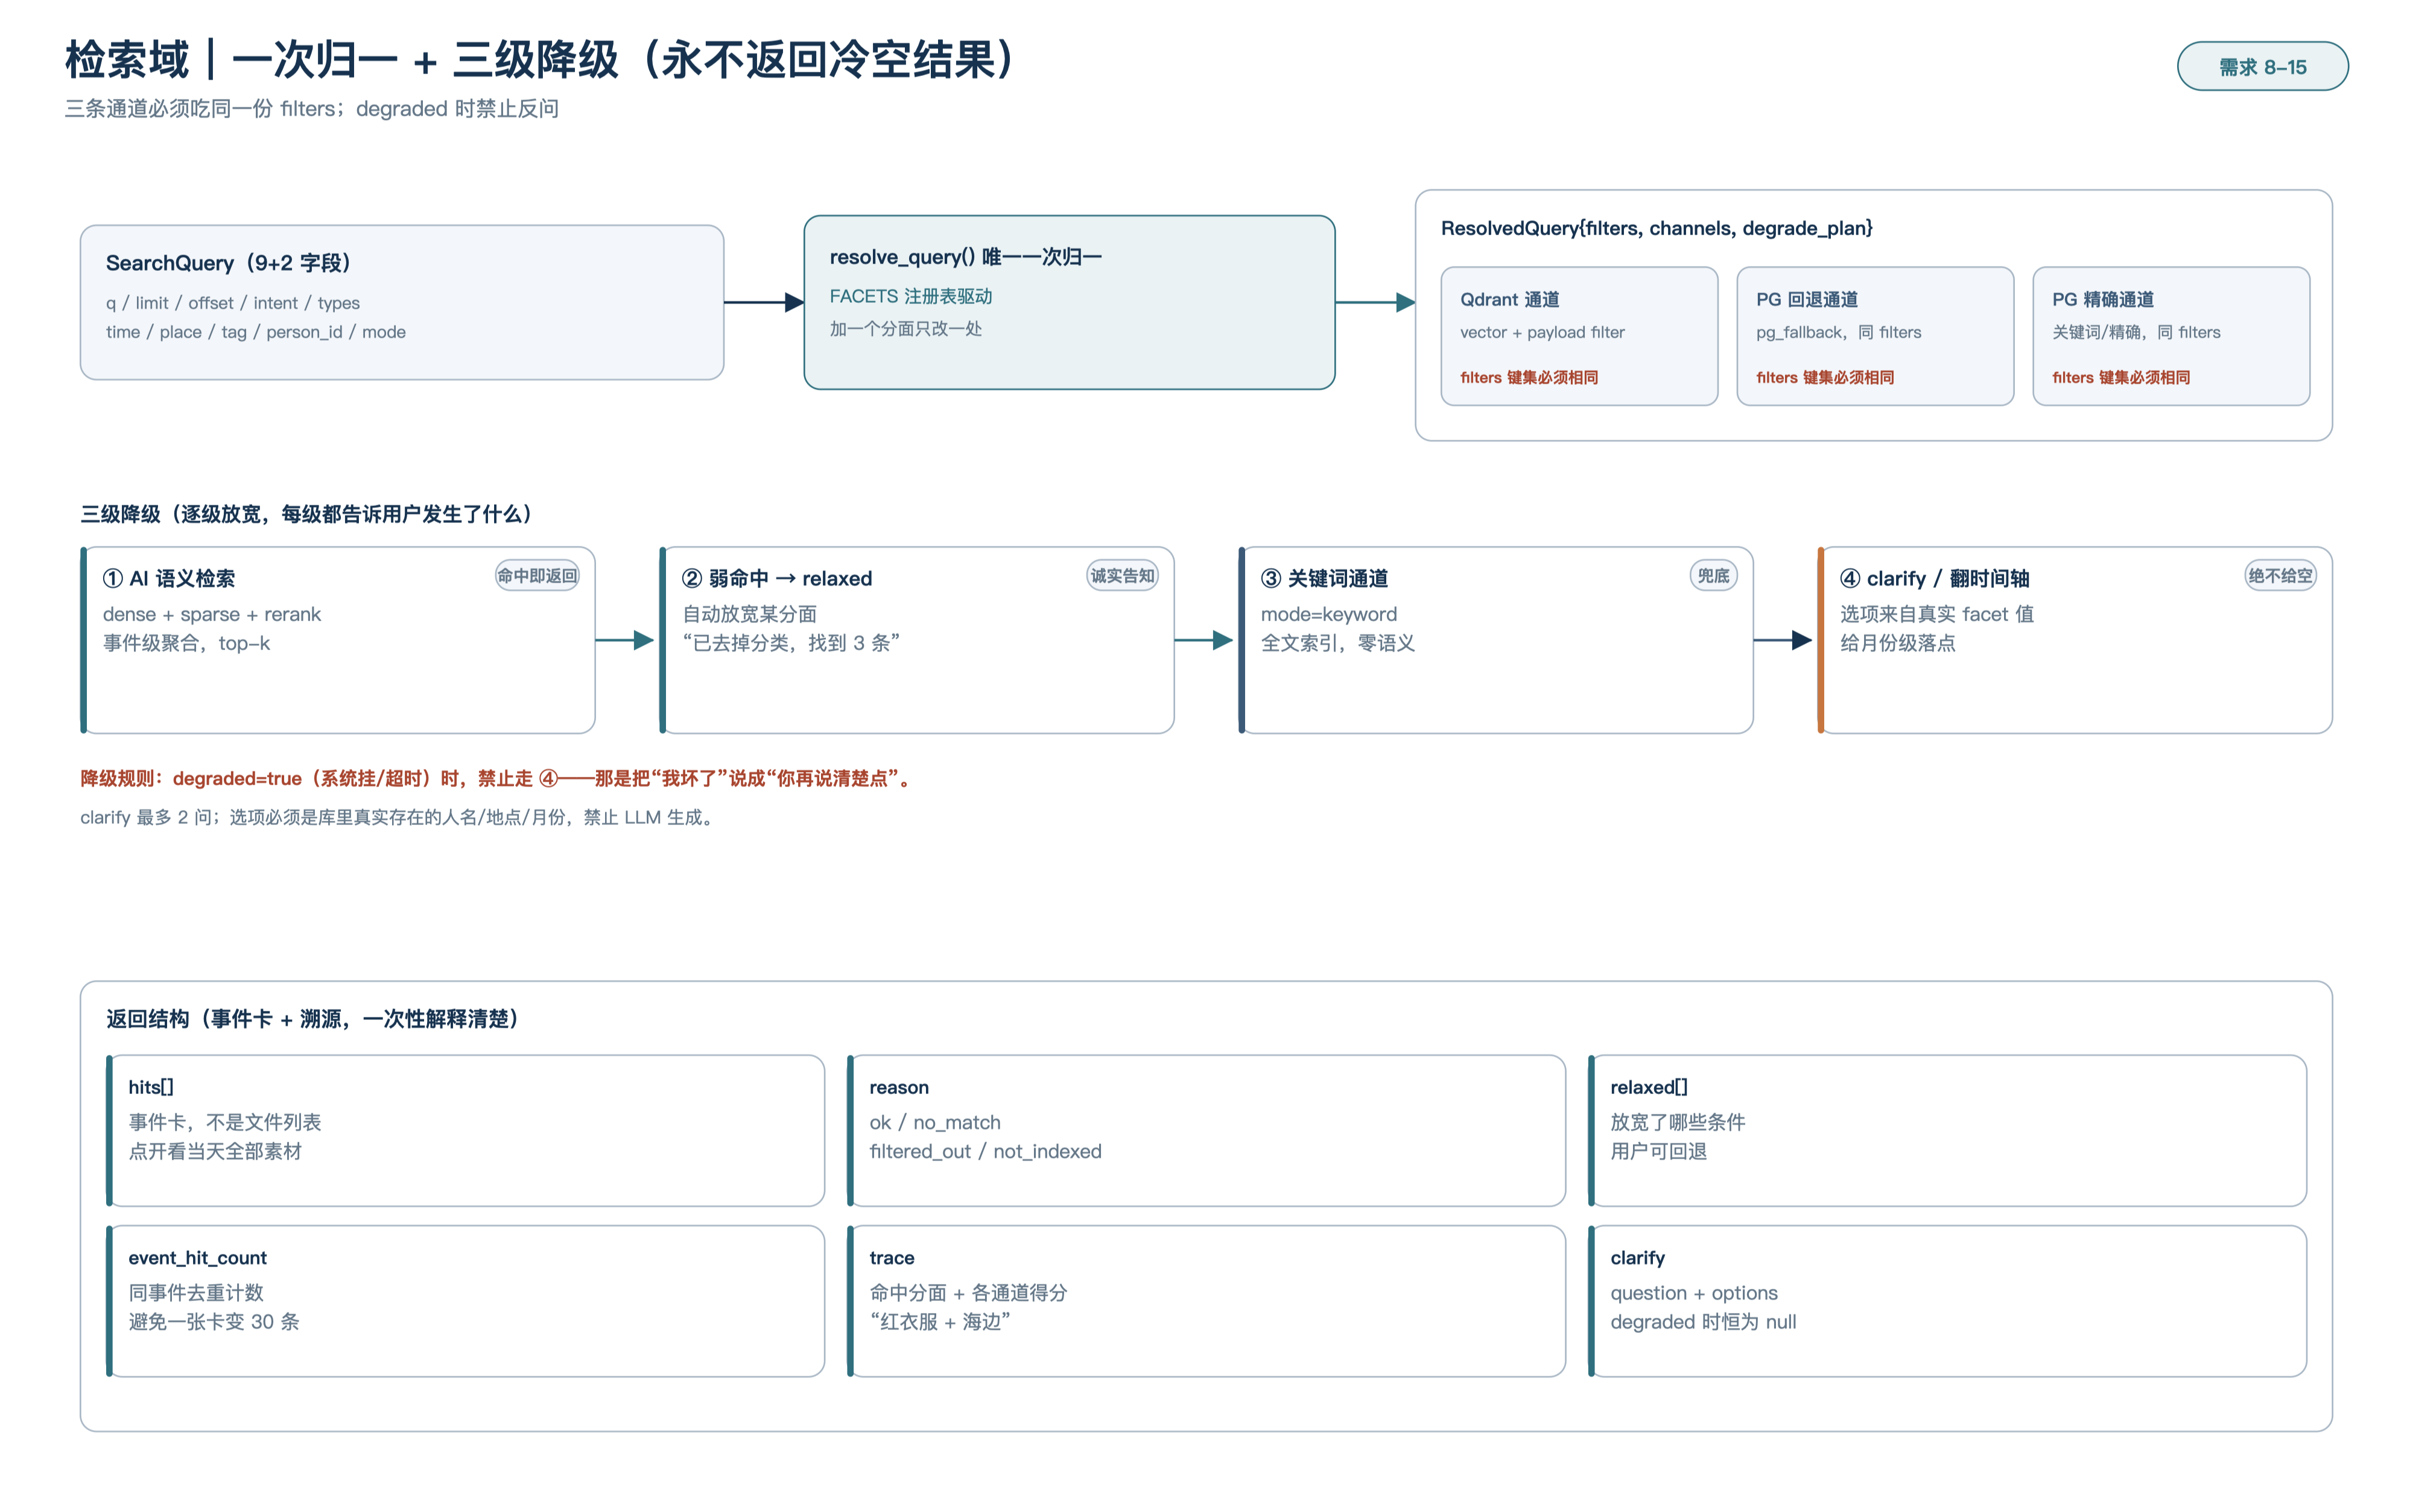 检索域｜一次归一 + 三级降级（永不返回冷空结果）
需求 8–15
三条通道必须吃同一份 filters；degraded 时禁止反问
SearchQuery（9+2 字段）
q / limit / offset / intent / types
time / place / tag / person_id / mode
resolve_query() 唯一一次归一
FACETS 注册表驱动
加一个分面只改一处
ResolvedQuery{filters, channels, degrade_plan}
Qdrant 通道
vector + payload filter
filters 键集必须相同
PG 回退通道
pg_fallback，同 filters
filters 键集必须相同
PG 精确通道
关键词/精确，同 filters
filters 键集必须相同
三级降级（逐级放宽，每级都告诉用户发生了什么）
① AI 语义检索
命中即返回
dense + sparse + rerank
事件级聚合，top–k
② 弱命中 → relaxed
诚实告知
自动放宽某分面
“已去掉分类，找到 3 条”
③ 关键词通道
兜底
mode=keyword
全文索引，零语义
④ clarify / 翻时间轴
绝不给空
选项来自真实 facet 值
给月份级落点
降级规则：degraded=true（系统挂/超时）时，禁止走 ④——那是把“我坏了”说成“你再说清楚点”。
clarify 最多 2 问；选项必须是库里真实存在的人名/地点/月份，禁止 LLM 生成。
返回结构（事件卡 + 溯源，一次性解释清楚）
hits[]
事件卡，不是文件列表
点开看当天全部素材
reason
ok / no_match
filtered_out / not_indexed
relaxed[]
放宽了哪些条件
用户可回退
event_hit_count
同事件去重计数
避免一张卡变 30 条
trace
命中分面 + 各通道得分
“红衣服 + 海边”
clarify
question + options
degraded 时恒为 null